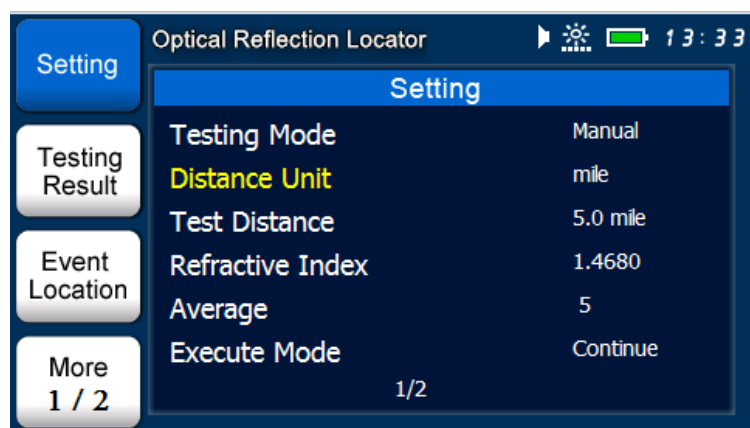 Setting
Testing
Result
Event
Location
More
1 / 2
Optical Reflection Locator
13:33
Setting
Testing Mode Manual
Distance Unit mile
Test Distance 5.0 mile
Refractive Index 1.4680
Average 5
Execute Mode Continue
1/2